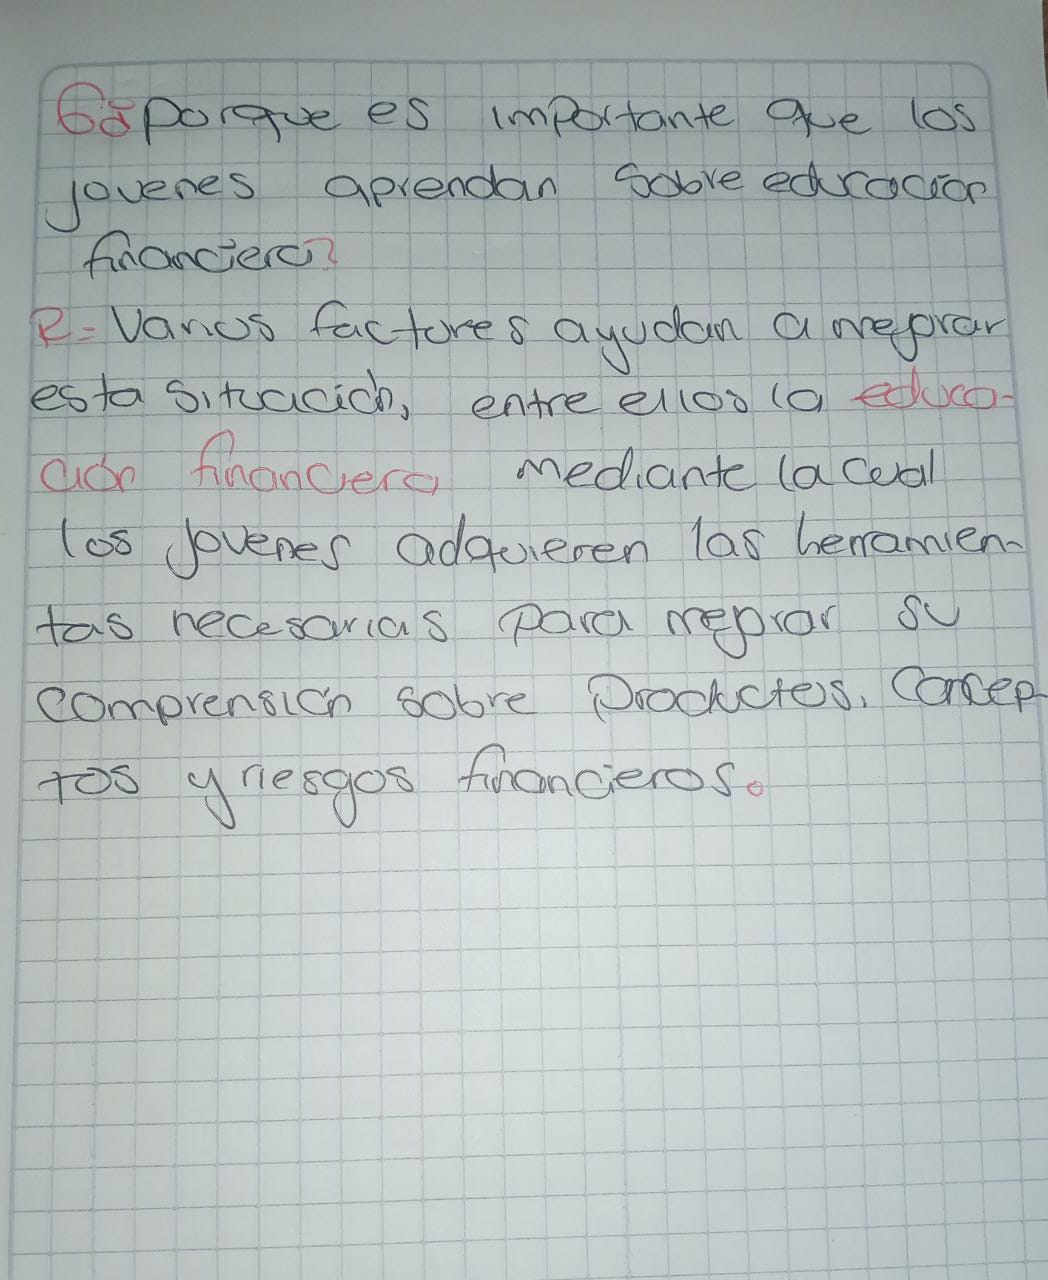 6¿Porque es importante que los
jovenes aprendan sobre educación
financiera?
R= Varios factores ayudan a mejorar
esta situación, entre ellos la educa-
ción financiera mediante la cual
los jovenes adquieren las herramien-
tas necesarias para mejorar su
comprensión sobre productos, concep
tos y riesgos financieros.